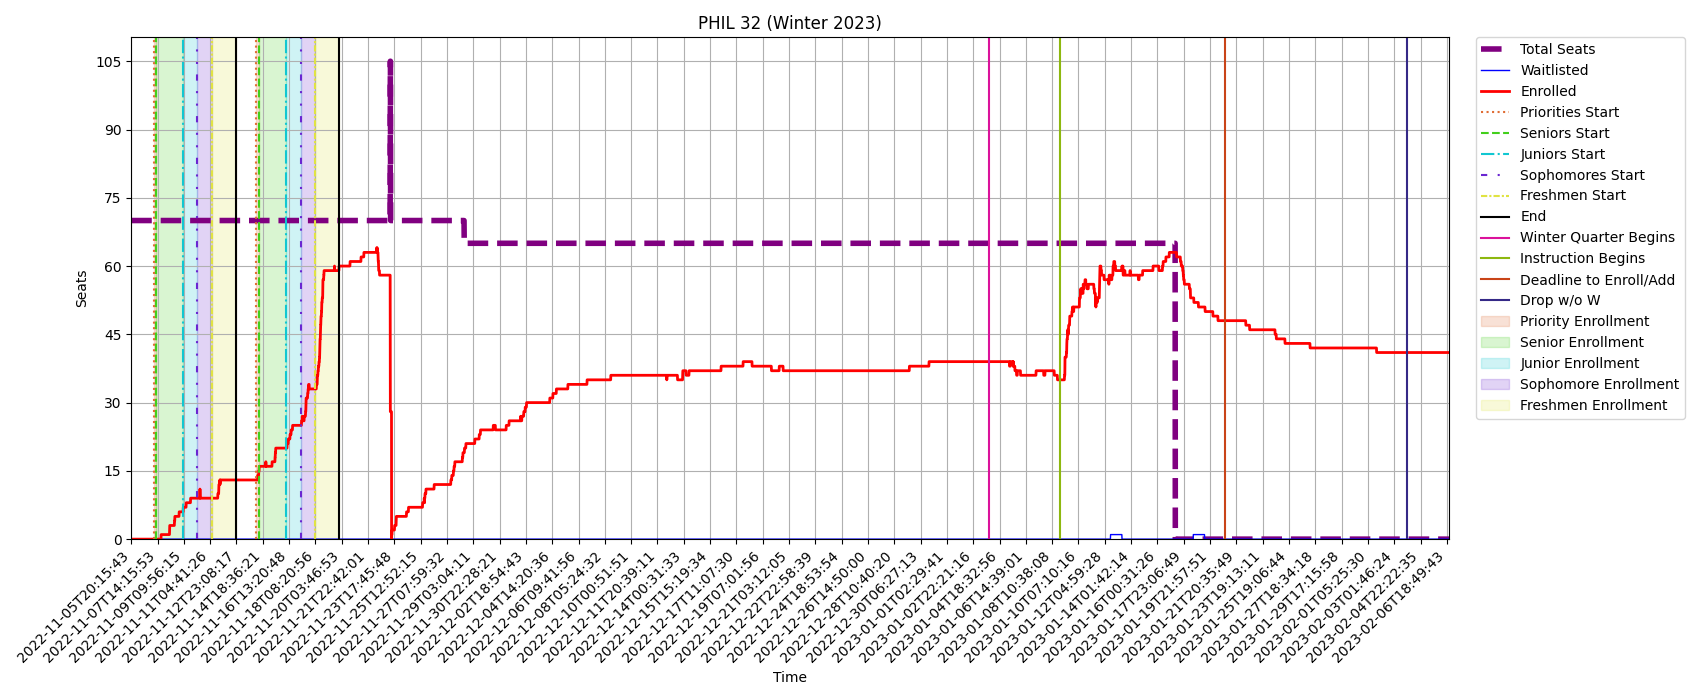 PHIL 32 (Winter 2023)
Seats
105
90
75
60
45
30
15
0
2022-11-05T20:15:43
2022-11-07T14:15:53
2022-11-09T09:56:15
2022-11-11T04:41:26
2022-11-12T23:08:17
2022-11-14T18:36:21
2022-11-16T13:20:48
2022-11-18T08:20:56
2022-11-20T03:46:53
2022-11-21T22:42:01
2022-11-23T17:45:48
2022-11-25T12:52:15
2022-11-27T07:59:32
2022-11-29T03:04:11
2022-11-30T22:28:21
2022-12-02T18:54:43
2022-12-04T14:20:36
2022-12-06T09:41:56
2022-12-08T05:24:32
2022-12-10T00:51:51
2022-12-11T20:39:11
2022-12-14T00:31:33
2022-12-15T15:19:34
2022-12-17T11:07:30
2022-12-19T07:01:56
2022-12-21T03:12:05
2022-12-22T22:58:39
2022-12-24T18:53:54
2022-12-26T14:50:00
2022-12-28T10:40:20
2022-12-30T06:27:13
2023-01-01T02:29:41
2023-01-02T22:21:16
2023-01-04T18:32:56
2023-01-06T14:39:01
2023-01-08T10:38:08
2023-01-10T07:10:16
2023-01-12T04:59:28
2023-01-14T01:42:14
2023-01-16T00:31:26
2023-01-17T23:06:49
2023-01-19T21:57:51
2023-01-21T20:35:49
2023-01-23T19:13:11
2023-01-25T19:06:44
2023-01-27T18:34:18
2023-01-29T17:15:58
2023-02-01T05:25:30
2023-02-03T01:46:24
2023-02-04T22:22:35
2023-02-06T18:49:43
Time
Total Seats
Waitlisted
Enrolled
Priorities Start
Seniors Start
Juniors Start
Sophomores Start
Freshmen Start
End
Winter Quarter Begins
Instruction Begins
Deadline to Enroll/Add
Drop w/o W
Priority Enrollment
Senior Enrollment
Junior Enrollment
Sophomore Enrollment
Freshmen Enrollment